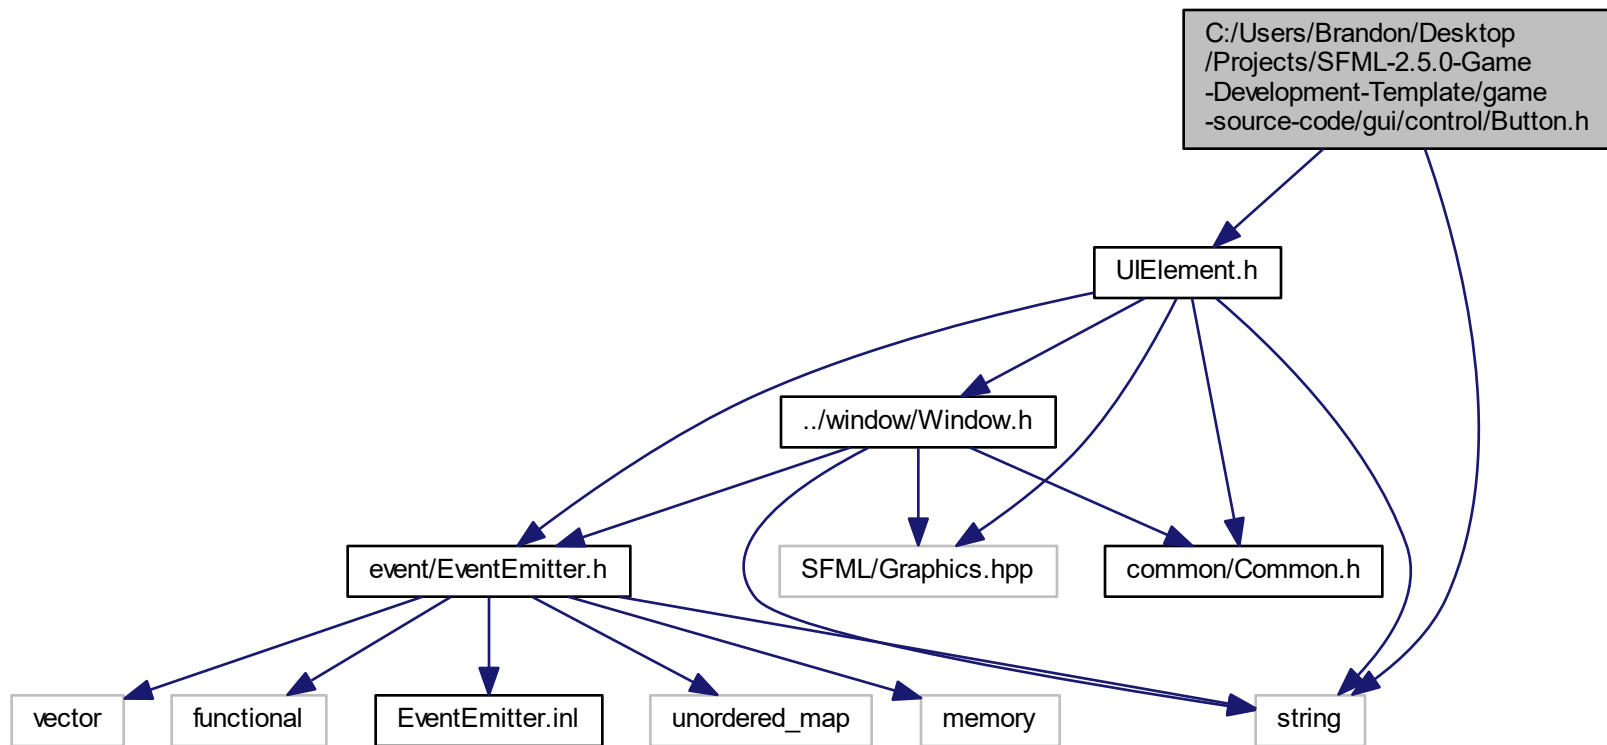 C:/Users/Brandon/Desktop
/Projects/SFML-2.5.0-Game
-Development-Template/game
-source-code/gui/control/Button.h
UIElement.h
../window/Window.h
event/EventEmitter.h
SFML/Graphics.hpp
common/Common.h
vector
functional
EventEmitter.inl
unordered_map
memory
string